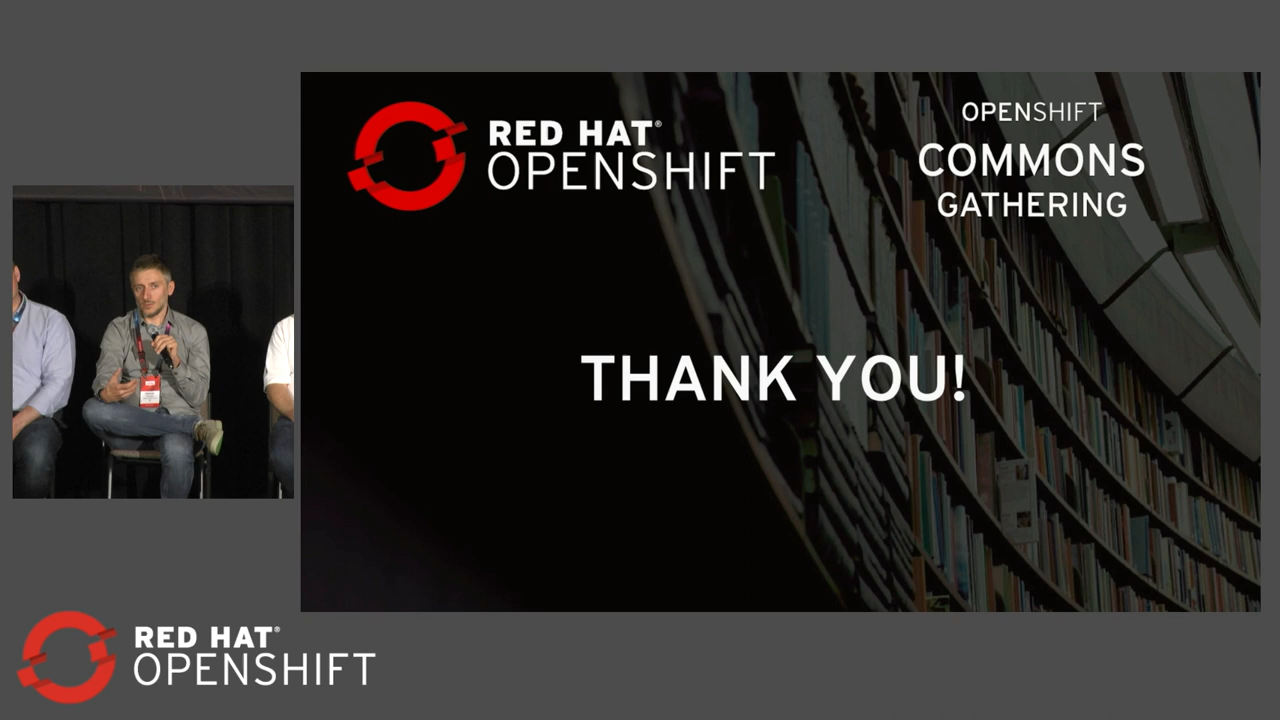 RED HAT®
OPENSHIFT
OPENSHIFT
COMMONS
GATHERING
THANK YOU!
RED HAT®
OPENSHIFT